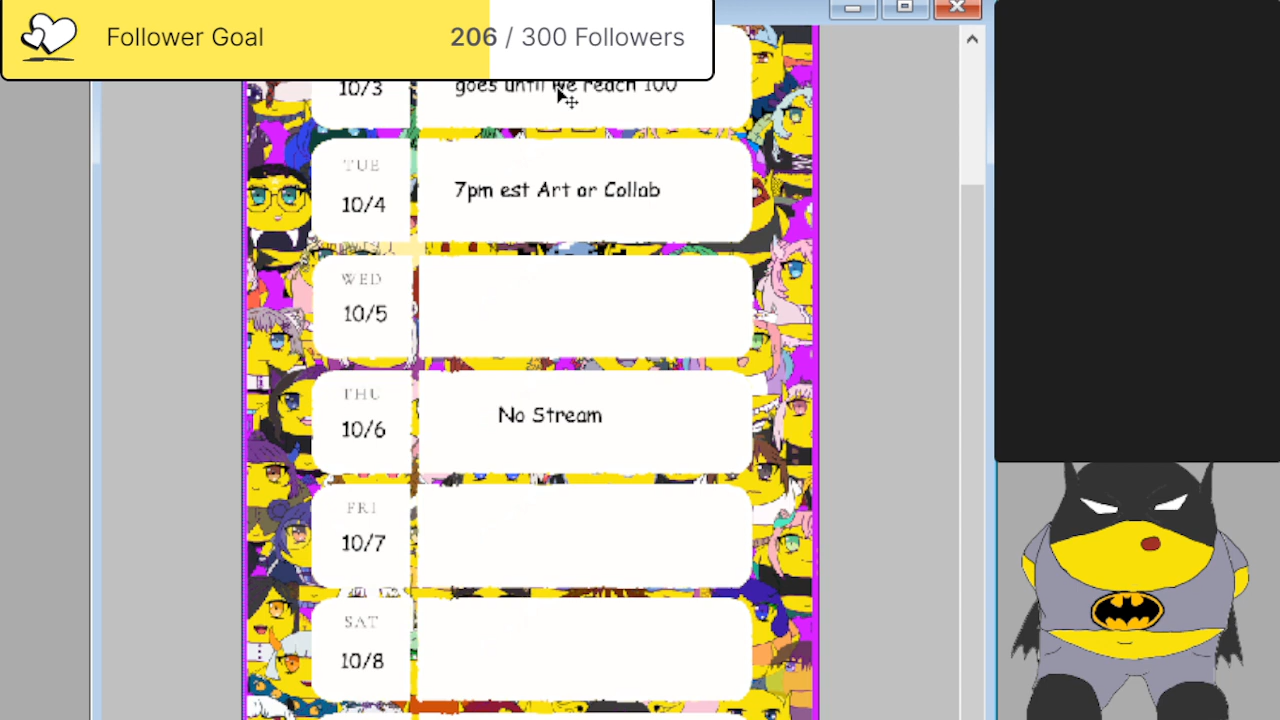 Follower Goal 206 / 300 Followers
10/3 goes until we reach 100
TUE
10/4 7pm est Art or Collab
WED
10/5
THU
10/6 No Stream
FRI
10/7
SAT
10/8